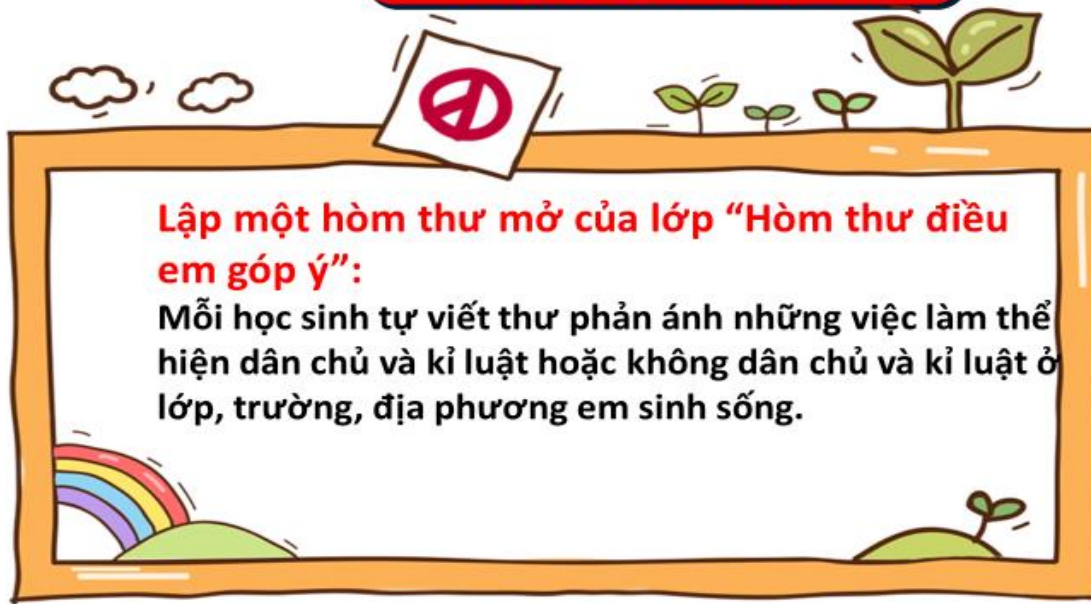 Lập một hòm thư mở của lớp “Hòm thư điều
em góp ý”:
Mỗi học sinh tự viết thư phản ánh những việc làm thể
hiện dân chủ và kỉ luật hoặc không dân chủ và kỉ luật ở
lớp, trường, địa phương em sinh sống.